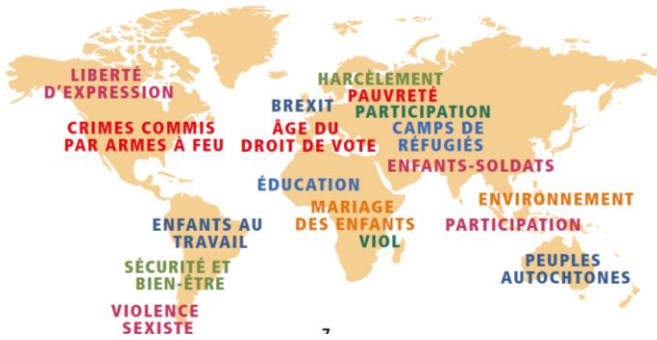 LIBERTÉ
D'EXPRESSION
HARCÈLEMENT
PAUVRETÉ
BREXIT
PARTICIPATION
CRIMES COMMIS
PAR ARMES À FEU
ÂGE DU
DROIT DE VOTE
CAMPS DE
RÉFUGIÉS
ENFANTS-SOLDATS
ÉDUCATION
MARIAGE
DES ENFANTS
ENVIRONNEMENT
ENFANTS AU
TRAVAIL
VIOL
PARTICIPATION
SÉCURITÉ ET
BIEN-ÊTRE
PEUPLES
AUTOCHTONES
VIOLENCE
SEXISTE
7